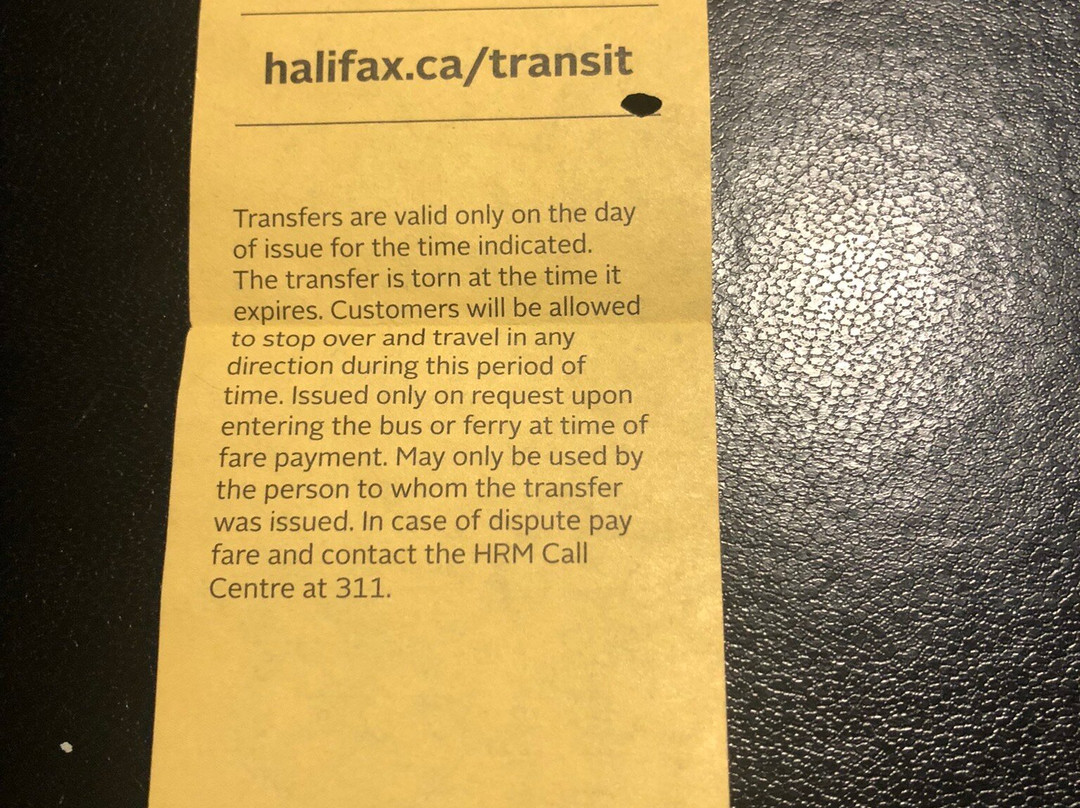 halifax.ca/transit
Transfers are valid only on the day
of issue for the time indicated.
The transfer is torn at the time it
expires. Customers will be allowed
to stop over and travel in any
direction during this period of
time. Issued only on request upon
entering the bus or ferry at time of
fare payment. May only be used by
the person to whom the transfer
was issued. In case of dispute pay
fare and contact the HRM Call
Centre at 311.